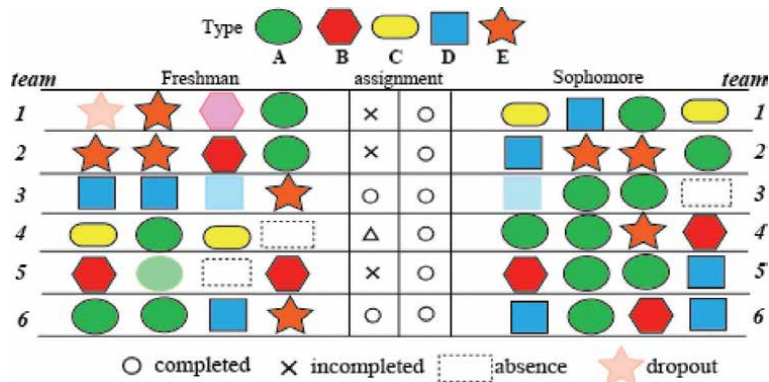 Type
A B C D E
team Freshman assignment Sophomore team
1 × ○ 1
2 × ○ 2
3 ○ ○ 3
4 △ ○ 4
5 × ○ 5
6 ○ ○ 6
○ completed × incompleted absence dropout